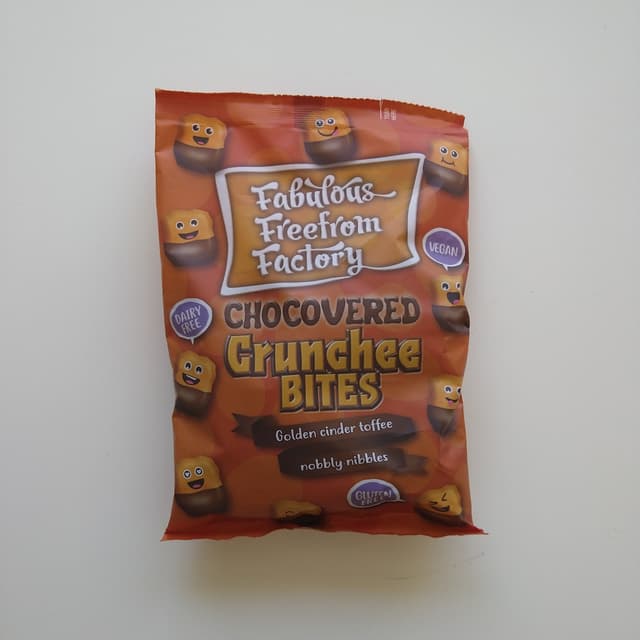 Fabulous
Freefrom
Factory
VEGAN
DAIRY
FREE
CHOCOVERED
Crunchee
BITES
Golden cinder toffee
nobbly nibbles
GLUTEN
FREE